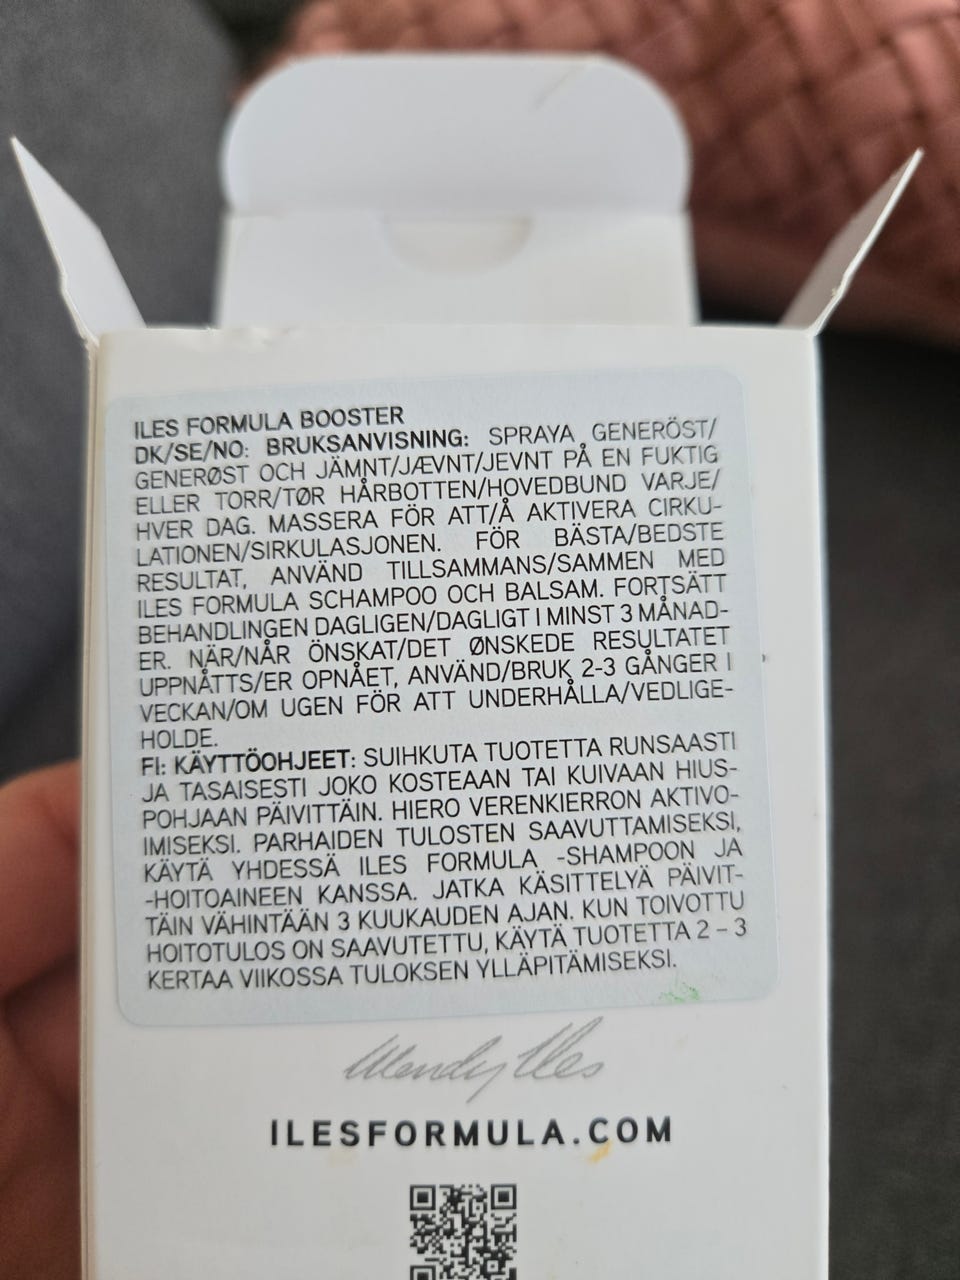 ILES FORMULA BOOSTER
DK/SE/NO: BRUKSANVISNING: SPRAYA GENERÖST/
GENERØST OCH JÄMNT/JÆVNT/JEVNT PÅ EN FUKTIG
ELLER TORR/TØR HÅRBOTTEN/HOVEDBUND VARJE/
HVER DAG. MASSERA FÖR ATT/Å AKTIVERA CIRKU-
LATIONEN/SIRKULASJONEN. FÖR BÄSTA/BEDSTE
RESULTAT, ANVÄND TILLSAMMANS/SAMMEN MED
ILES FORMULA SCHAMPOO OCH BALSAM. FORTSÄTT
BEHANDLINGEN DAGLIGEN/DAGLIGT I MINST 3 MÅNAD-
ER. NÄR/NÅR ÖNSKAT/DET ØNSKEDE RESULTATET
UPPNÅTTS/ER OPNÅET, ANVÄND/BRUK 2-3 GÅNGER I
VECKAN/OM UGEN FÖR ATT UNDERHÅLLA/VEDLIGE-
HOLDE.
FI: KÄYTTÖOHJEET: SUIHKUTA TUOTETTA RUNSAASTI
JA TASAISESTI JOKO KOSTEAAN TAI KUIVAAN HIUS-
POHJAAN PÄIVITTÄIN. HIERO VERENKIERRON AKTIVO-
IMISEKSI. PARHAIDEN TULOSTEN SAAVUTTAMISEKSI,
KÄYTÄ YHDESSÄ ILES FORMULA -SHAMPOON JA
-HOITOAINEEN KANSSA. JATKA KÄSITTELYÄ PÄIVIT-
TÄIN VÄHINTÄÄN 3 KUUKAUDEN AJAN. KUN TOIVOTTU
HOITOTULOS ON SAAVUTETTU, KÄYTÄ TUOTETTA 2 – 3
KERTAA VIIKOSSA TULOKSEN YLLÄPITÄMISEKSI.
Wendy Iles
ILESFORMULA.COM